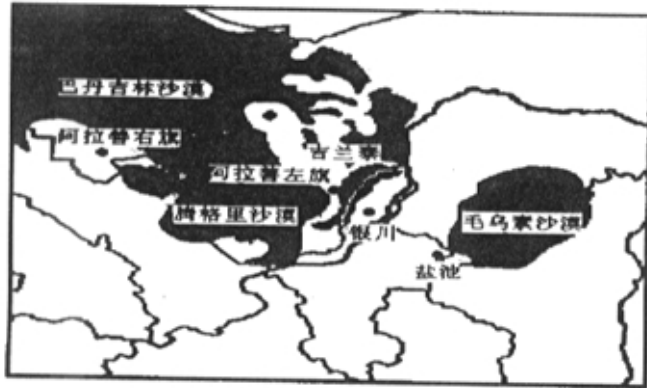 巴丹吉林沙漠
阿拉善右旗
吉兰泰
阿拉善左旗
腾格里沙漠
银川
毛乌素沙漠
盐池